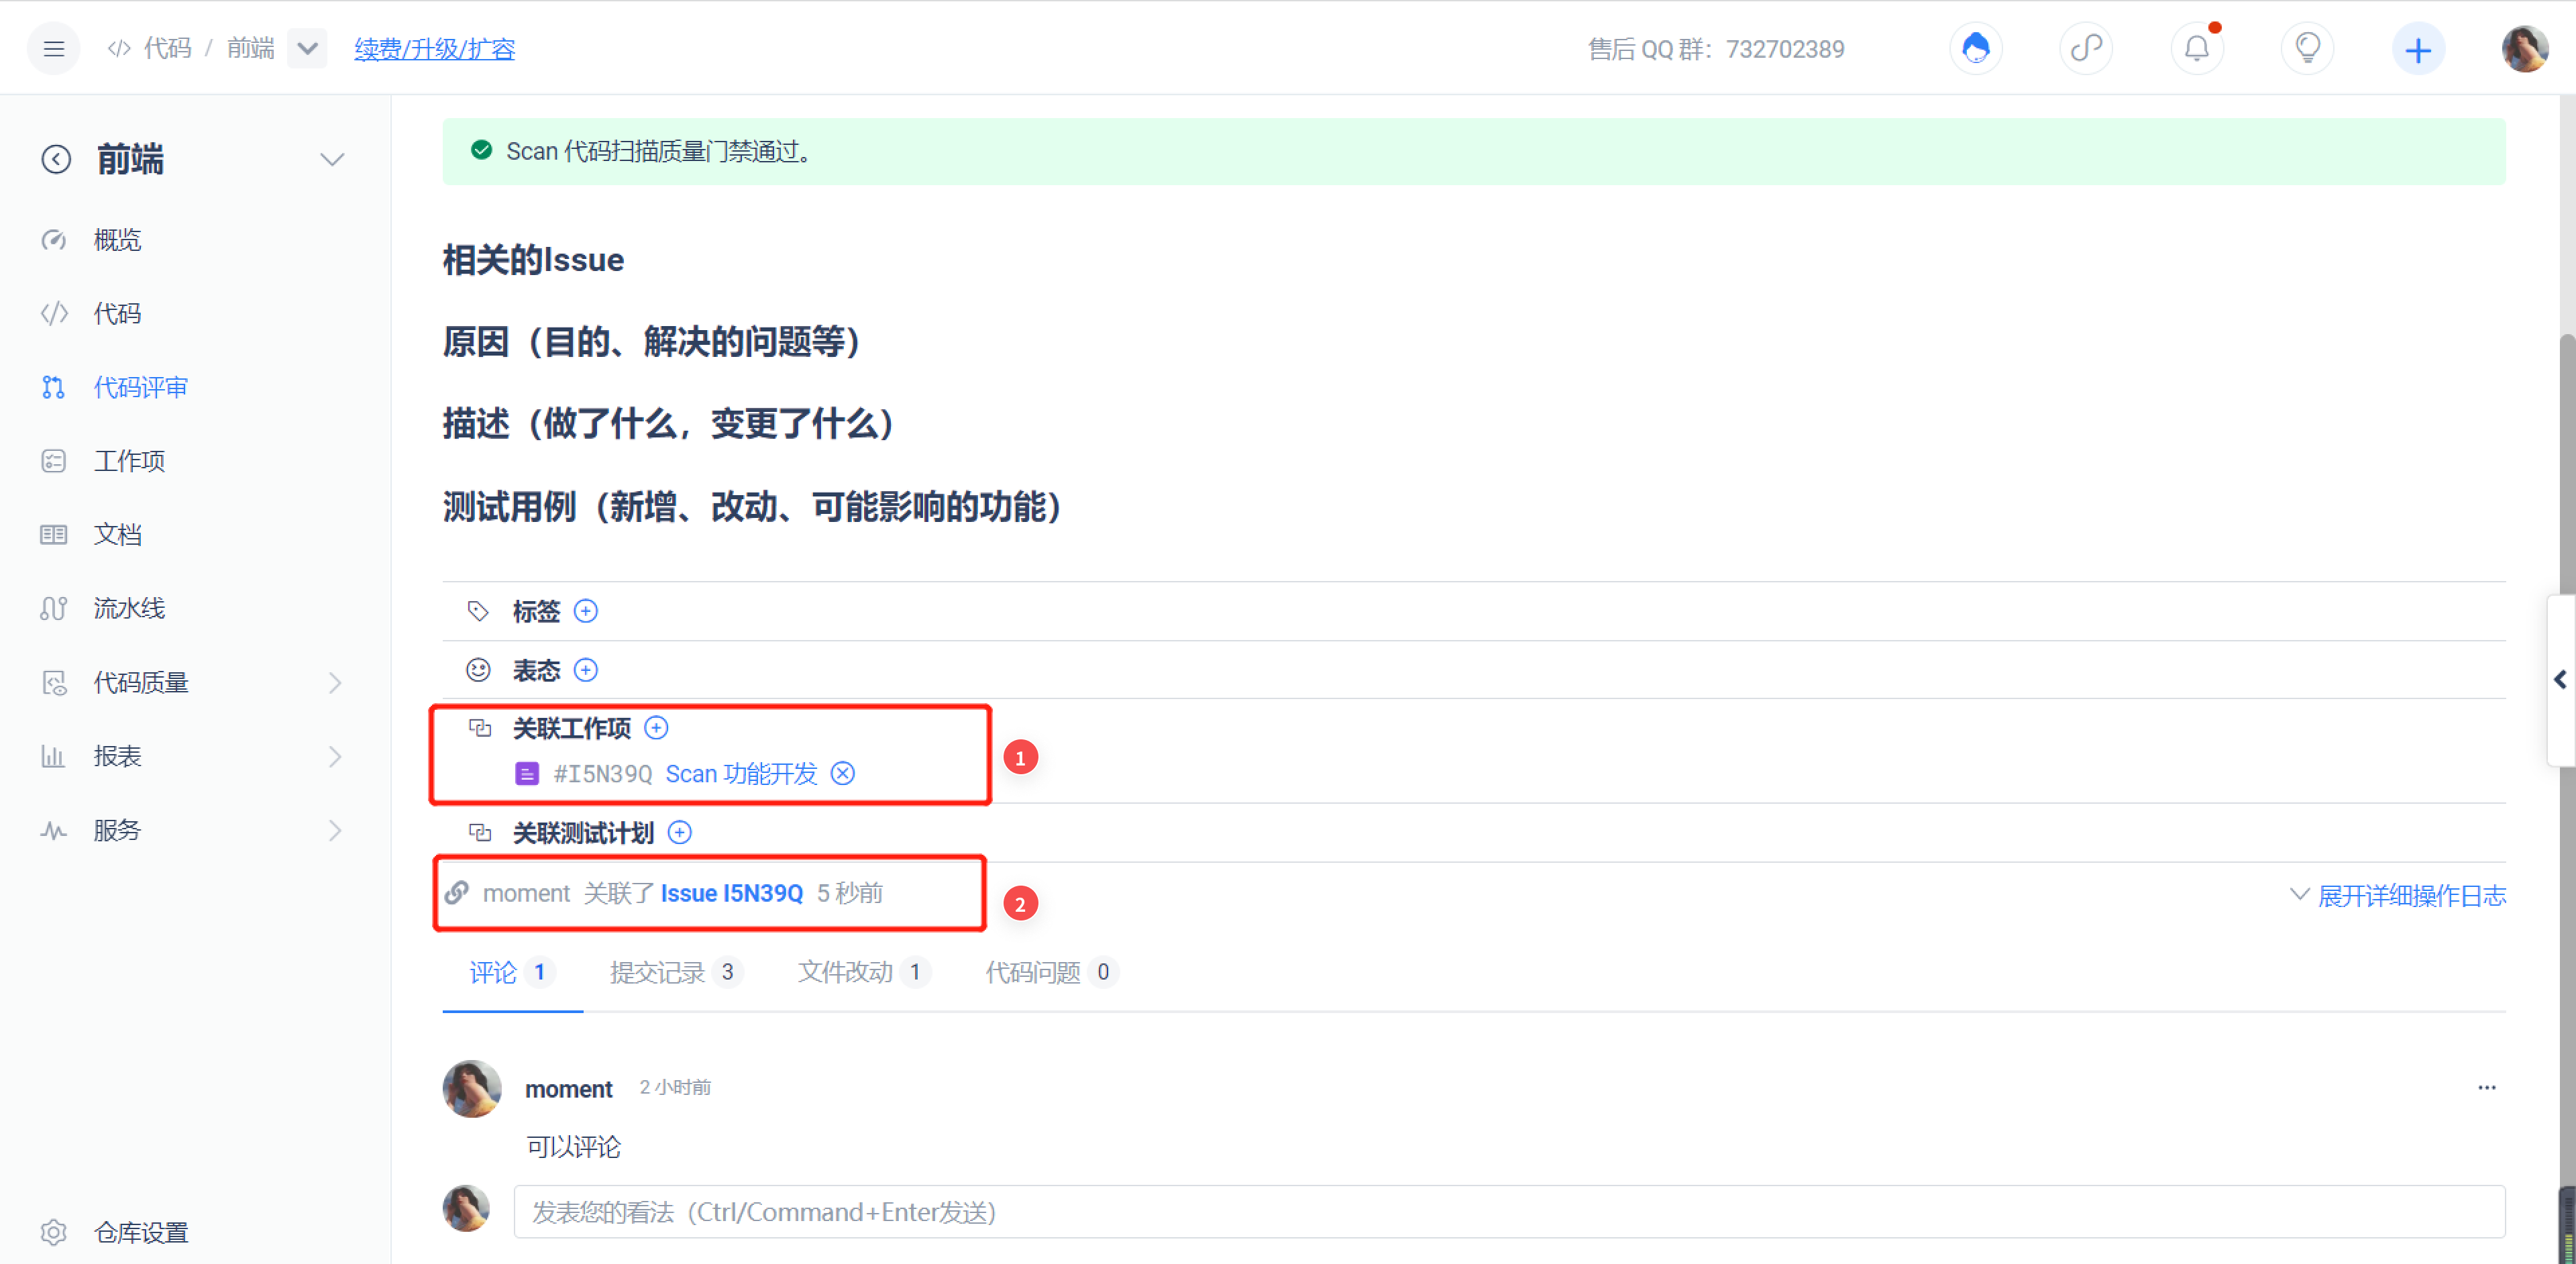 代码 / 前端 续费/升级/扩容 售后 QQ 群：732702389
前端
概览
代码
代码评审
工作项
文档
流水线
代码质量
报表
服务
仓库设置
Scan 代码扫描质量门禁通过。
相关的Issue
原因（目的、解决的问题等）
描述（做了什么，变更了什么）
测试用例（新增、改动、可能影响的功能）
标签
表态
关联工作项
#I5N39Q Scan 功能开发
1
关联测试计划
moment 关联了 Issue I5N39Q 5 秒前
2
展开详细操作日志
评论 1 提交记录 3 文件改动 1 代码问题 0
moment 2 小时前
可以评论
发表您的看法（Ctrl/Command+Enter发送）